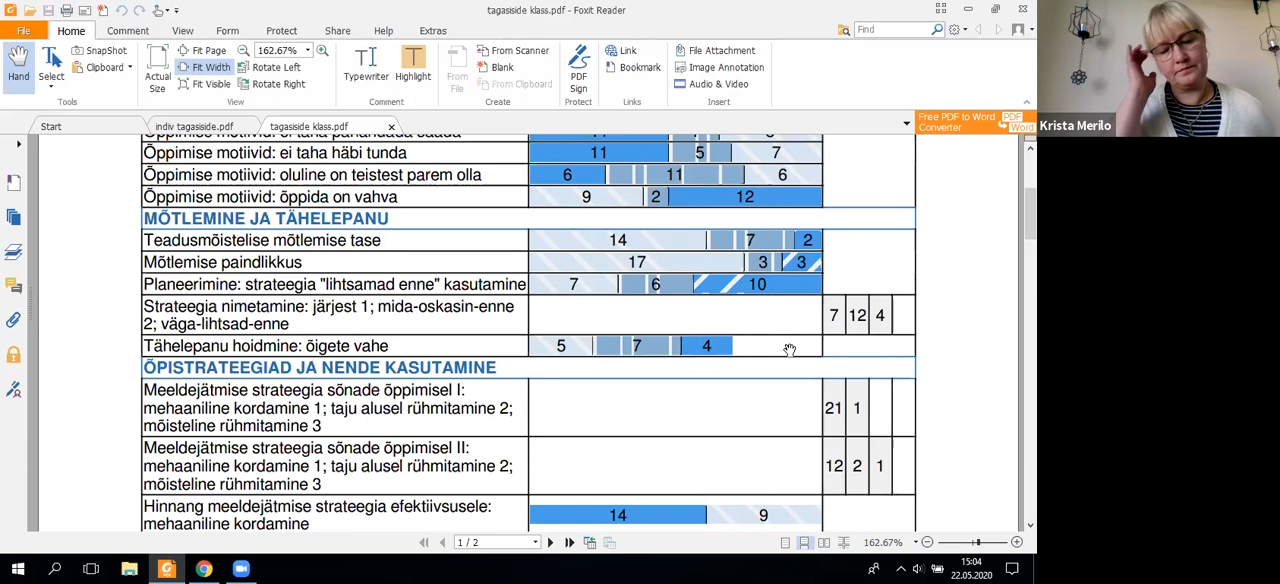 tagasiside klass.pdf - Foxit Reader
File Home Comment View Form Protect Share Help Extras Find
Hand Select SnapShot Clipboard Actual Size Fit Page Fit Width Fit Visible 162.67% Rotate Left Rotate Right Typewriter Highlight From File From Scanner Blank From Clipboard PDF Sign Link Bookmark File Attachment Image Annotation Audio & Video
Tools View Comment Create Protect Links Insert
Start indiv tagasiside.pdf tagasiside klass.pdf Free PDF to Word Converter PDF Word
Krista Merilo
Õppimise motiivid: ei taha häbi tunda 11 5 7
Õppimise motiivid: oluline on teistest parem olla 6 11 6
Õppimise motiivid: õppida on vahva 9 2 12
MÕTLEMINE JA TÄHELEPANU
Teadusmõistelise mõtlemise tase 14 7 2
Mõtlemise paindlikkus 17 3 3
Planeerimine: strateegia "lihtsamad enne" kasutamine 7 6 10
Strateegia nimetamine: järjest 1; mida-oskasin-enne
2; väga-lihtsad-enne 7 12 4
Tähelepanu hoidmine: õigete vahe 5 7 4
ÕPISTRATEEGIAD JA NENDE KASUTAMINE
Meeldejätmise strateegia sõnade õppimisel I:
mehaaniline kordamine 1; taju alusel rühmitamine 2; 21 1
mõisteline rühmitamine 3
Meeldejätmise strateegia sõnade õppimisel II:
mehaaniline kordamine 1; taju alusel rühmitamine 2; 12 2 1
mõisteline rühmitamine 3
Hinnang meeldejätmise strateegia efektiivsusele:
mehaaniline kordamine 14 9
1 / 2 162.67%
15:04
22.05.2020